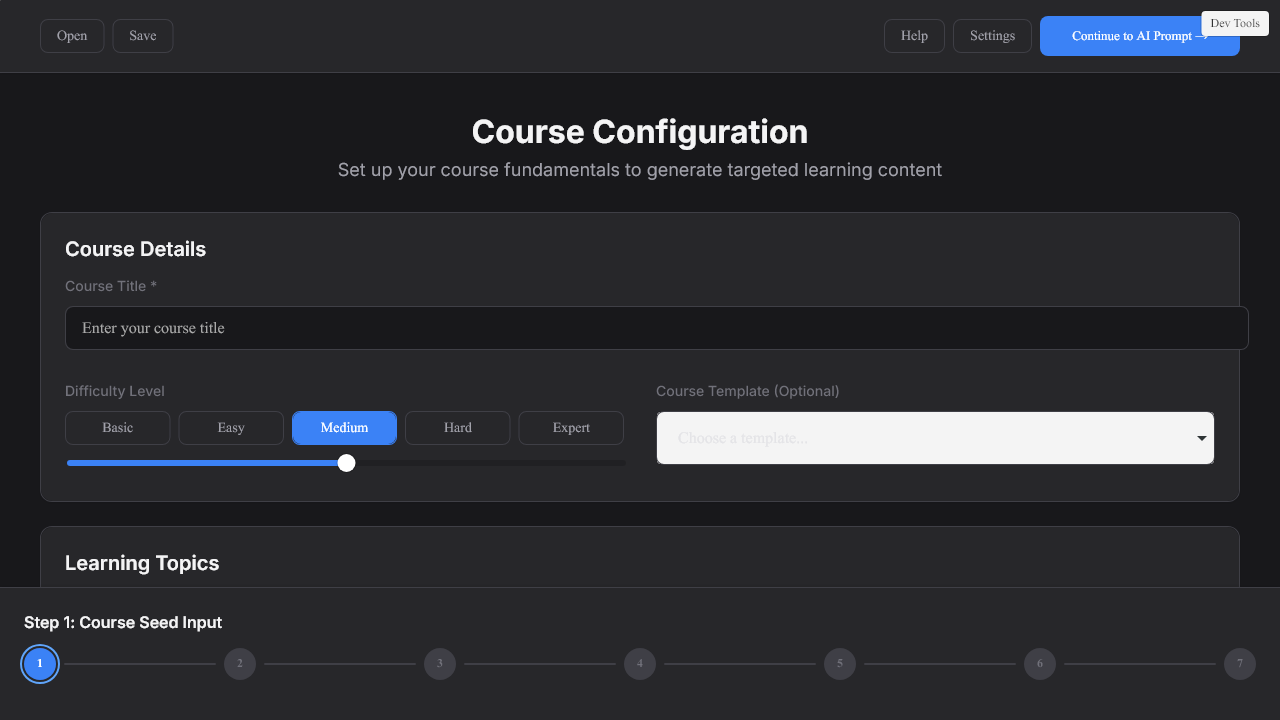 Open Save Help Settings Continue to AI Prompt → Dev Tools
Course Configuration
Set up your course fundamentals to generate targeted learning content
Course Details
Course Title *
Enter your course title
Difficulty Level Course Template (Optional)
Basic Easy Medium Hard Expert Choose a template...
Learning Topics
Step 1: Course Seed Input
1 2 3 4 5 6 7